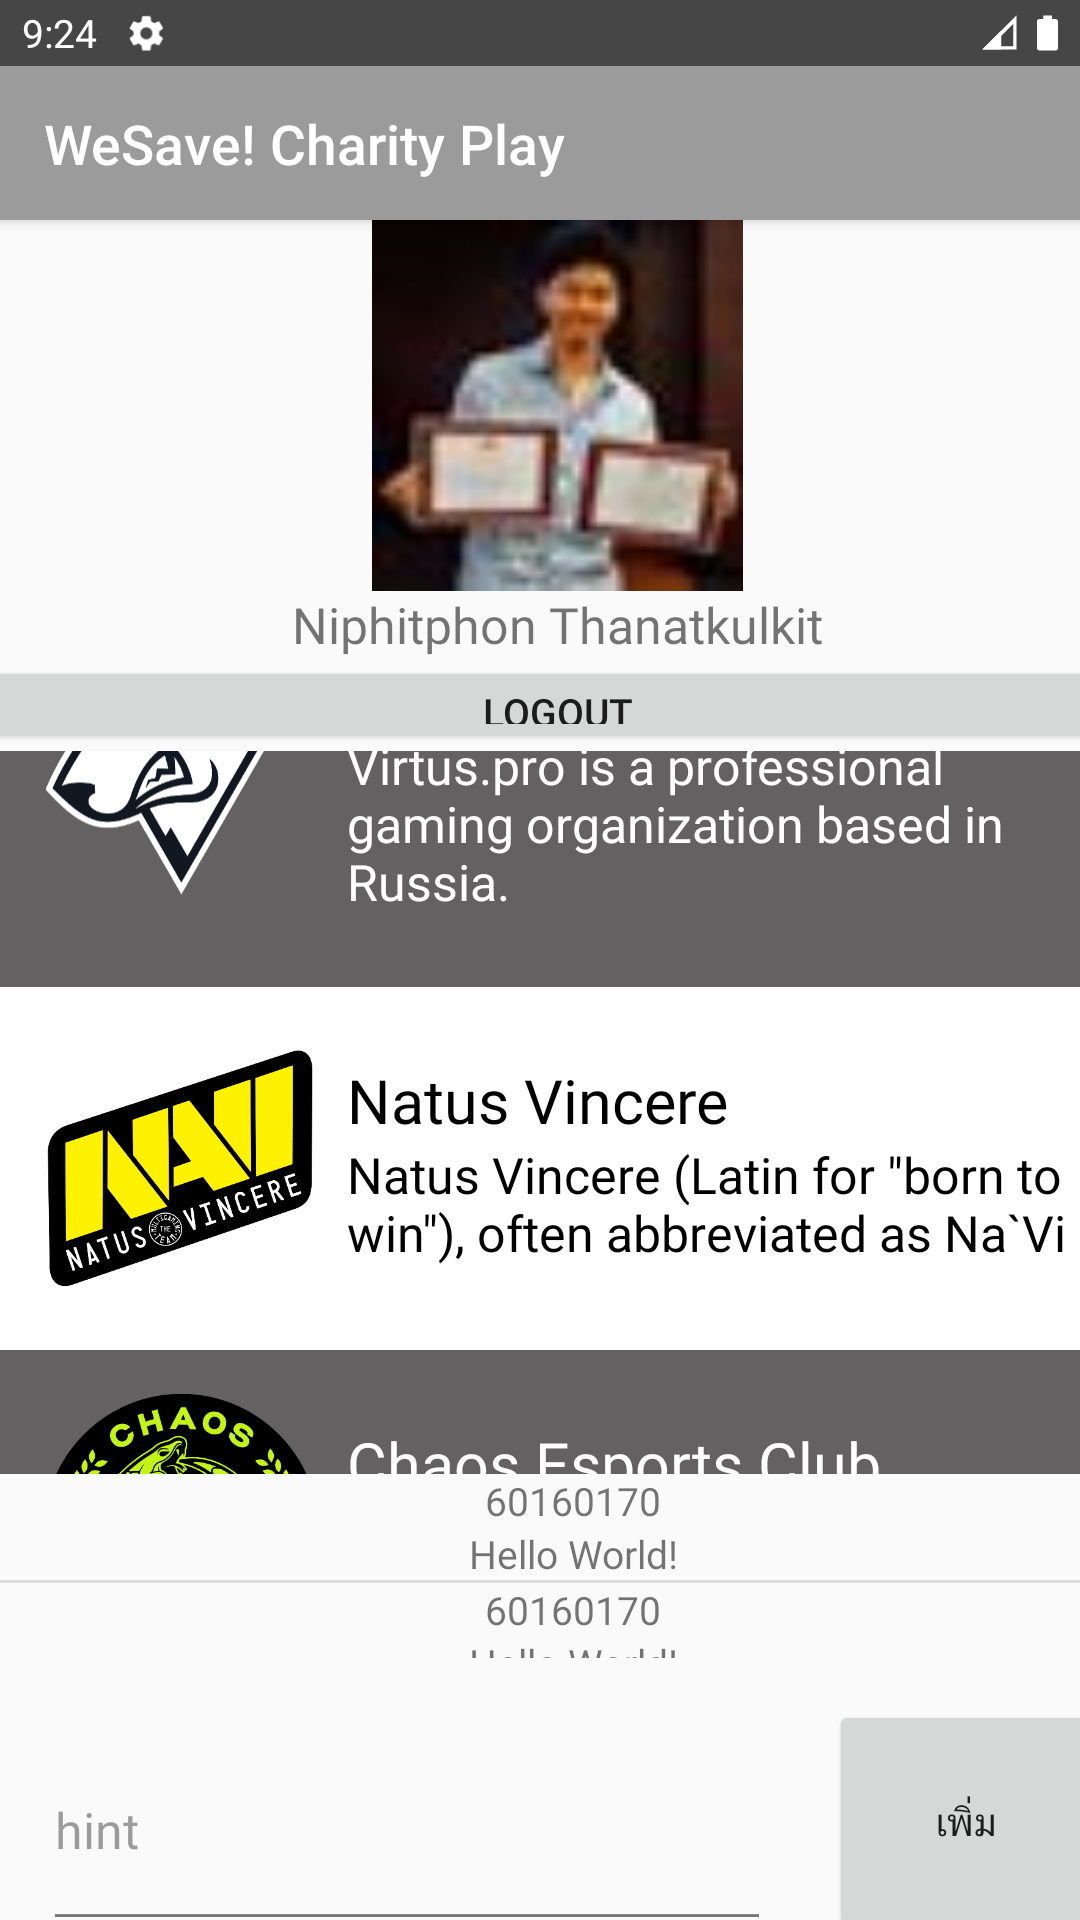 9:24
WeSave! Charity Play
Niphitphon Thanatkulkit
LOGOUT
Virtus.pro is a professional
gaming organization based in
Russia.
NAVI
NATUS VINCERE
Natus Vincere
Natus Vincere (Latin for "born to
win"), often abbreviated as Na`Vi
CHAOS
Chaos Esports Club
60160170
Hello World!
60160170
Hello World!
hint
เพิ่ม